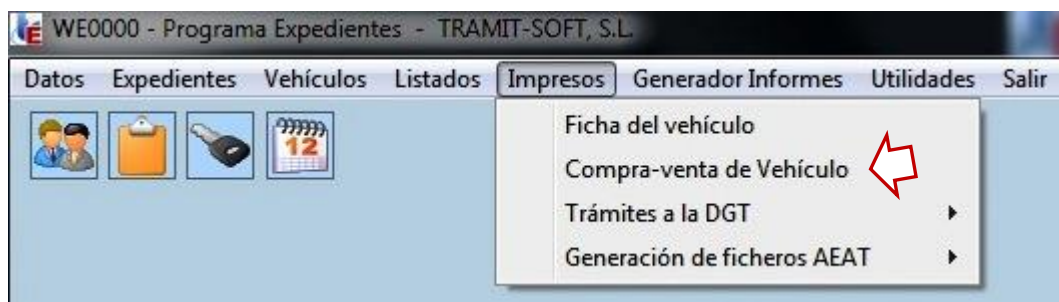 WE0000 - Programa Expedientes - TRAMIT-SOFT, S.L.
Datos Expedientes Vehículos Listados Impresos Generador Informes Utilidades Salir
12
Ficha del vehículo
Compra-venta de Vehículo
Trámites a la DGT
Generación de ficheros AEAT